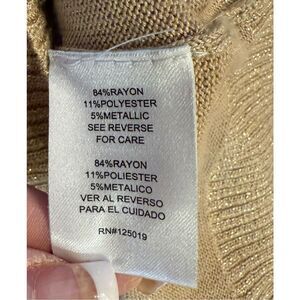 84%RAYON
11%POLYESTER
5%METALLIC
SEE REVERSE
FOR CARE
84%RAYON
11%POLIESTER
5%METALICO
VER AL REVERSO
PARA EL CUIDADO
RN#125019